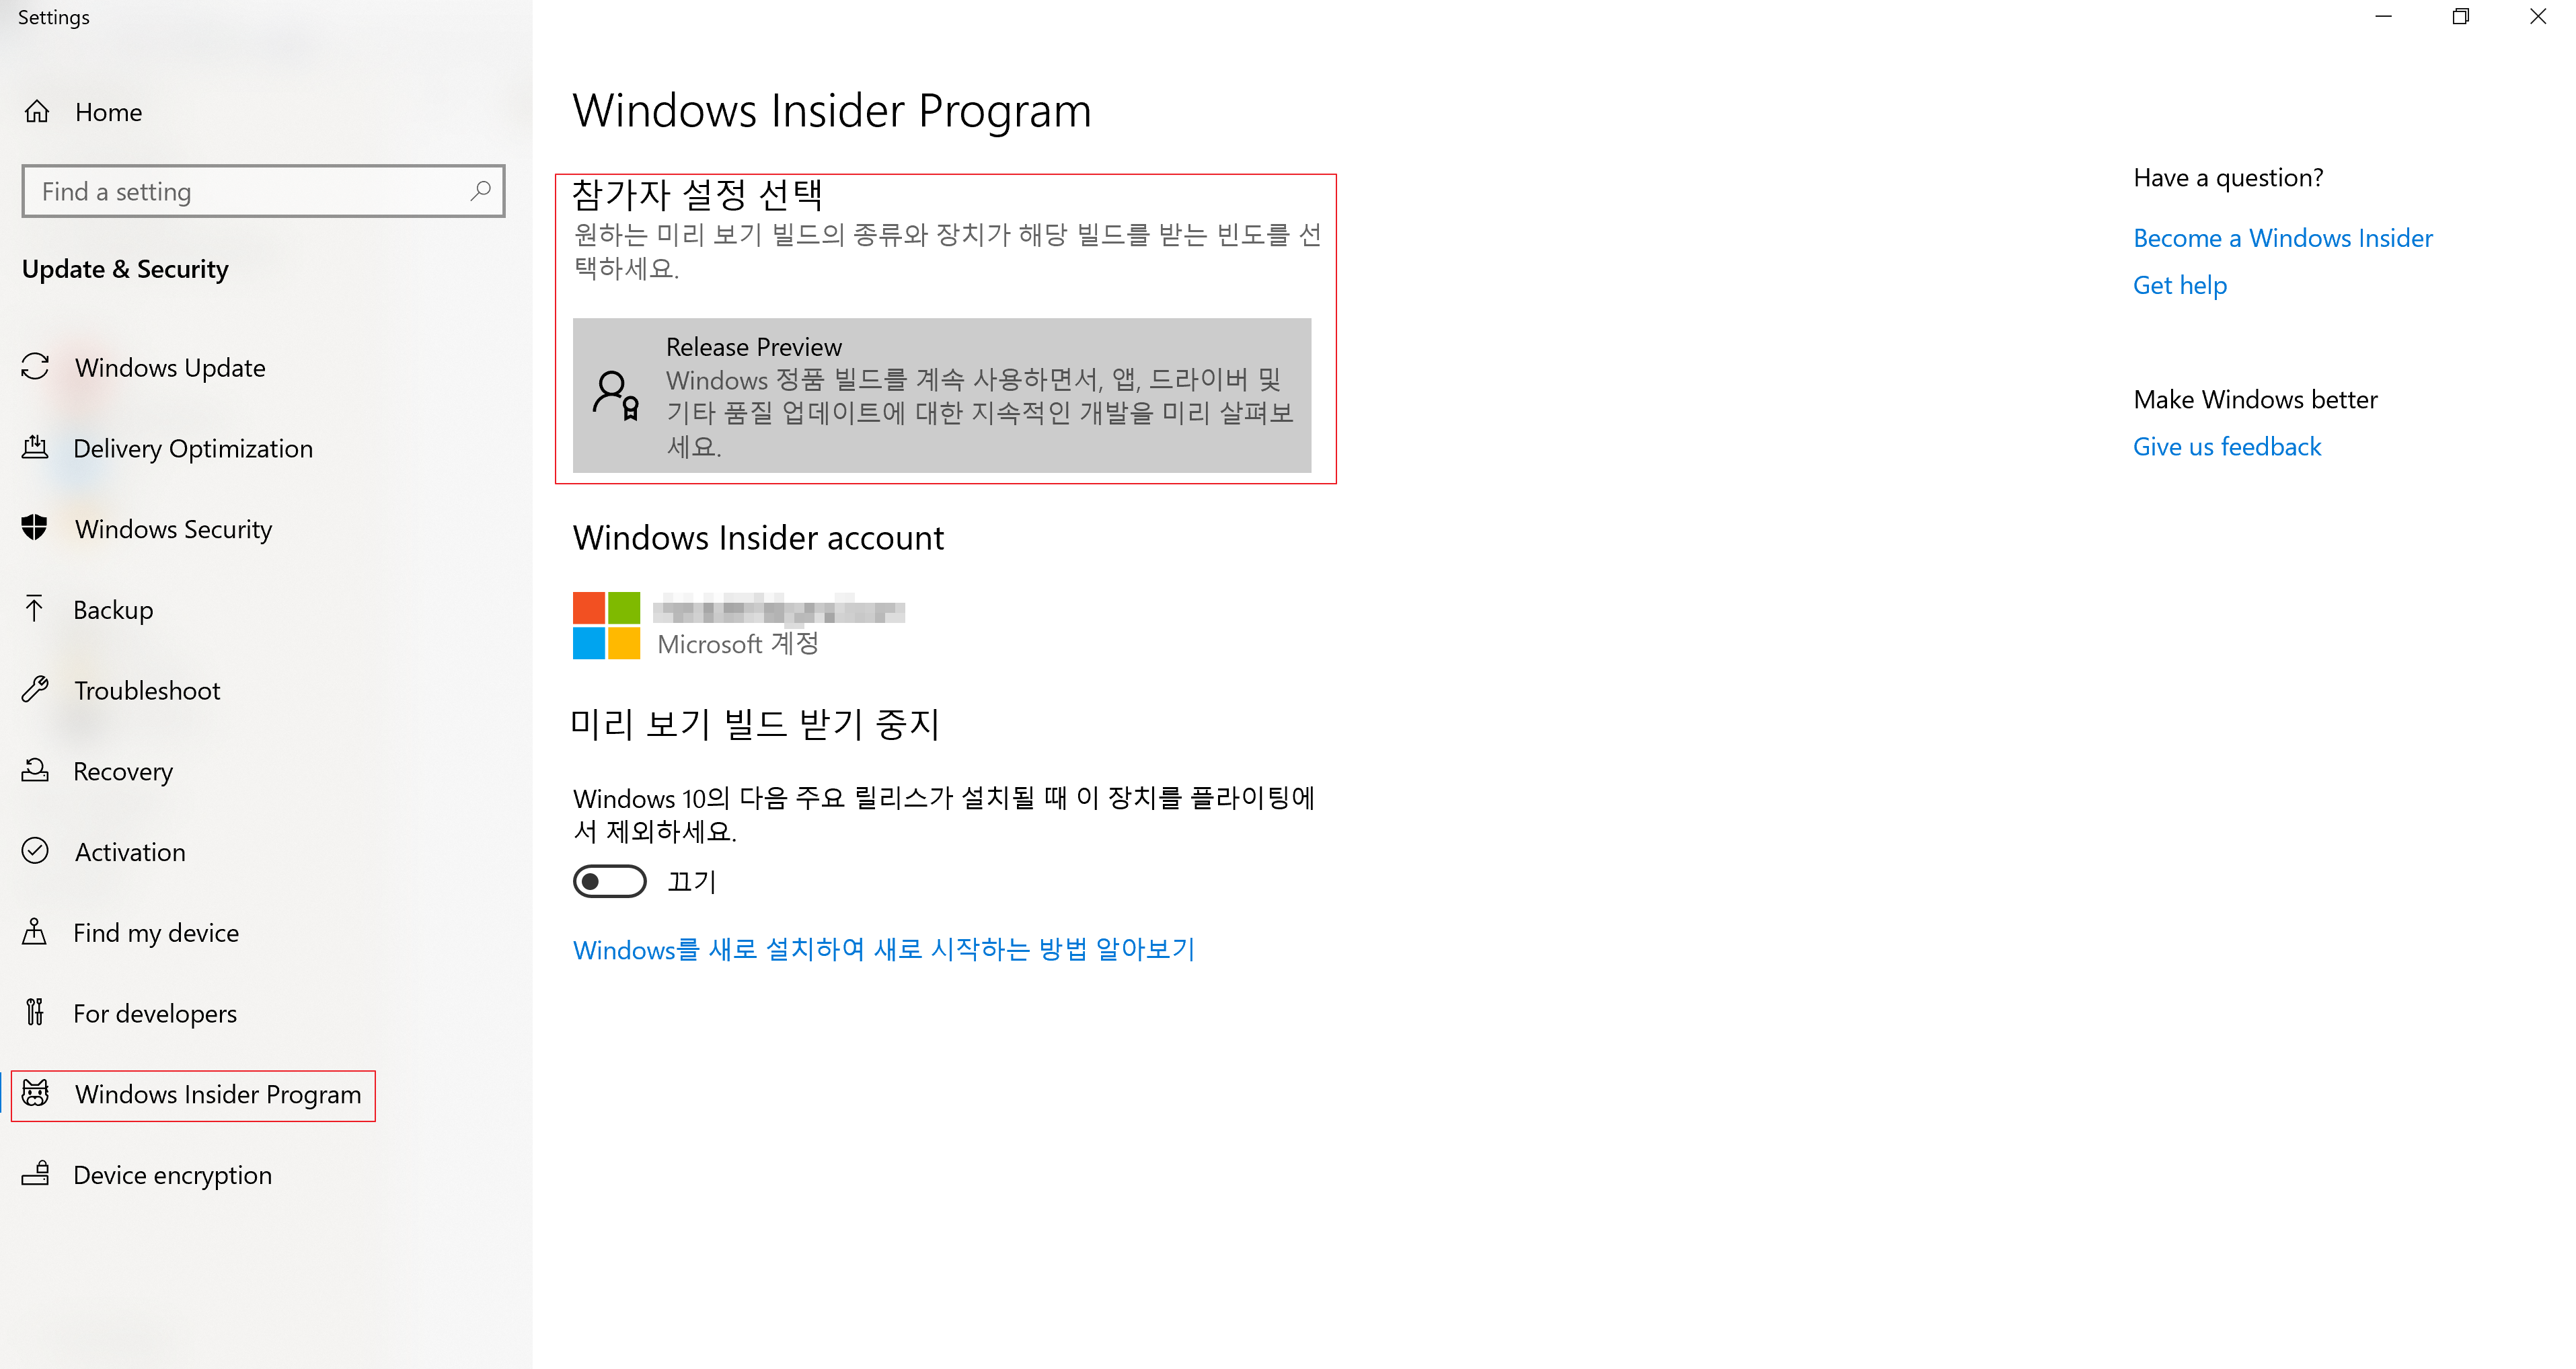 Settings
Home
Find a setting
Update & Security
Windows Update
Delivery Optimization
Windows Security
Backup
Troubleshoot
Recovery
Activation
Find my device
For developers
Windows Insider Program
Device encryption
Windows Insider Program
참가자 설정 선택
원하는 미리 보기 빌드의 종류와 장치가 해당 빌드를 받는 빈도를 선
택하세요.
Release Preview
Windows 정품 빌드를 계속 사용하면서, 앱, 드라이버 및
기타 품질 업데이트에 대한 지속적인 개발을 미리 살펴보
세요.
Windows Insider account
Microsoft 계정
미리 보기 빌드 받기 중지
Windows 10의 다음 주요 릴리스가 설치될 때 이 장치를 플라이팅에
서 제외하세요.
끄기
Windows를 새로 설치하여 새로 시작하는 방법 알아보기
Have a question?
Become a Windows Insider
Get help
Make Windows better
Give us feedback